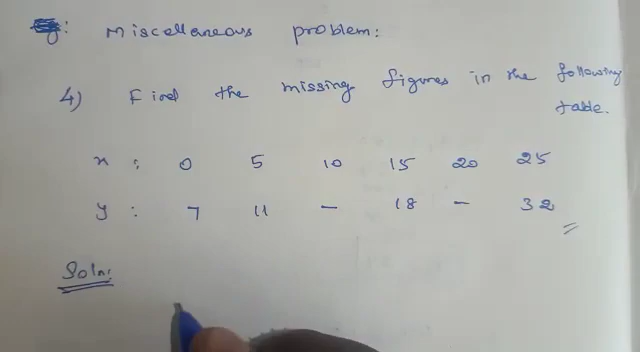 Miscellaneous problem:
4) Find the missing figures in the following table.
x : 0 5 10 15 20 25
y : 7 11 – 18 – 32
Soln: